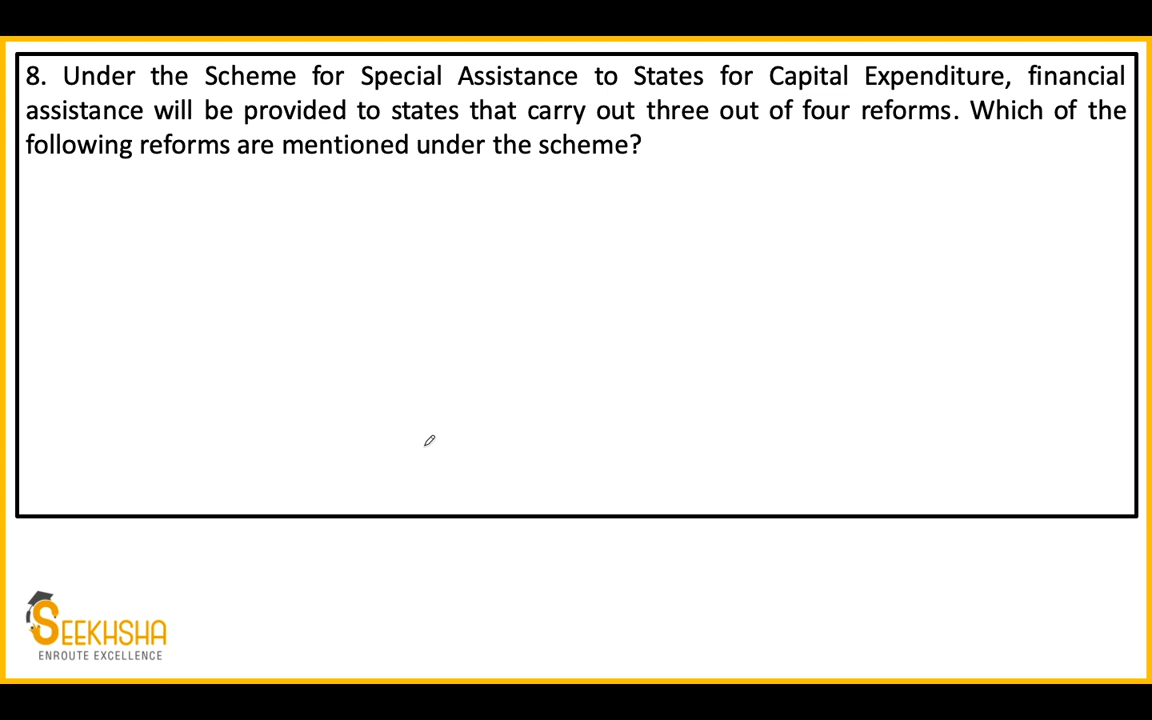 8. Under the Scheme for Special Assistance to States for Capital Expenditure, financial
assistance will be provided to states that carry out three out of four reforms. Which of the
following reforms are mentioned under the scheme?
SEEKHSHA
ENROUTE EXCELLENCE